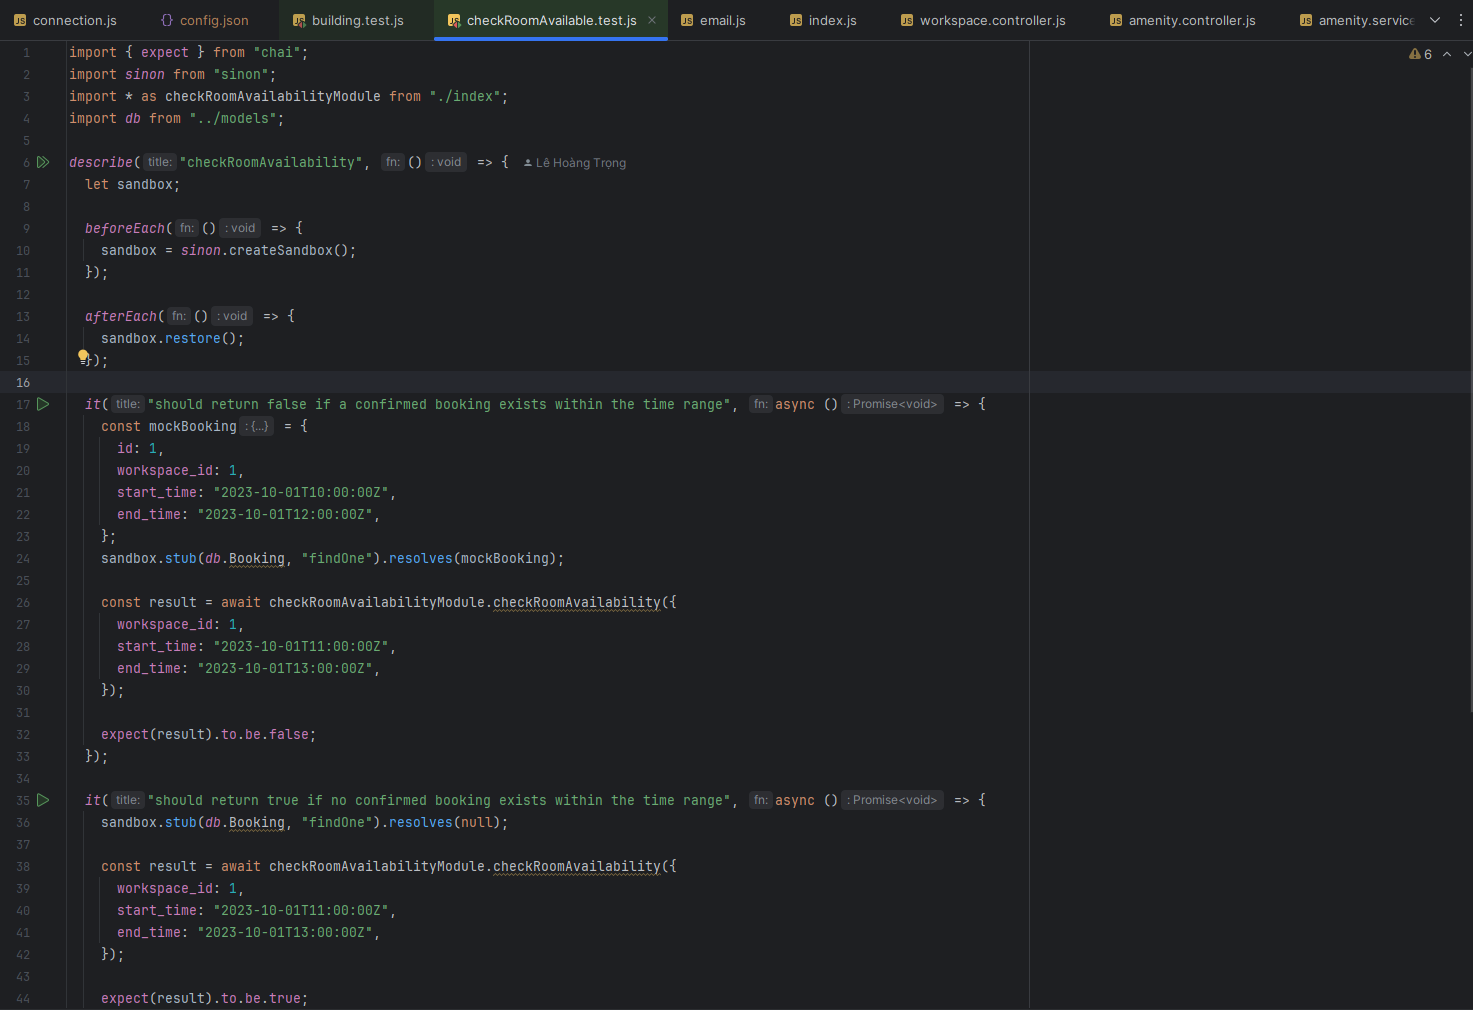 connection.js config.json building.test.js checkRoomAvailable.test.js email.js index.js workspace.controller.js amenity.controller.js amenity.service
6
1 import { expect } from "chai";
2 import sinon from "sinon";
3 import * as checkRoomAvailabilityModule from "./index";
4 import db from "../models";
5
6 describe( title: "checkRoomAvailability", fn: () : void => { Lê Hoàng Trọng
7 let sandbox;
8
9 beforeEach( fn: () : void => {
10 sandbox = sinon.createSandbox();
11 });
12
13 afterEach( fn: () : void => {
14 sandbox.restore();
15 });
16
17 it( title: "should return false if a confirmed booking exists within the time range", fn: async () : Promise<void> => {
18 const mockBooking : {...} = {
19 id: 1,
20 workspace_id: 1,
21 start_time: "2023-10-01T10:00:00Z",
22 end_time: "2023-10-01T12:00:00Z",
23 };
24 sandbox.stub(db.Booking, "findOne").resolves(mockBooking);
25
26 const result = await checkRoomAvailabilityModule.checkRoomAvailability({
27 workspace_id: 1,
28 start_time: "2023-10-01T11:00:00Z",
29 end_time: "2023-10-01T13:00:00Z",
30 });
31
32 expect(result).to.be.false;
33 });
34
35 it( title: "should return true if no confirmed booking exists within the time range", fn: async () : Promise<void> => {
36 sandbox.stub(db.Booking, "findOne").resolves(null);
37
38 const result = await checkRoomAvailabilityModule.checkRoomAvailability({
39 workspace_id: 1,
40 start_time: "2023-10-01T11:00:00Z",
41 end_time: "2023-10-01T13:00:00Z",
42 });
43
44 expect(result).to.be.true;